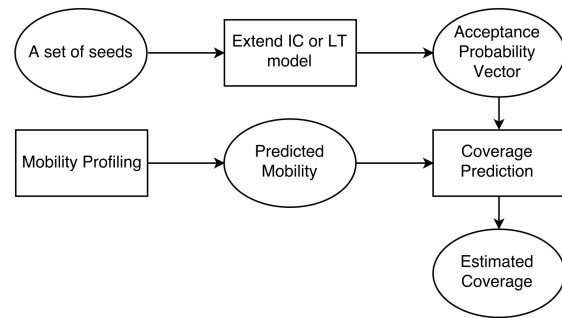 A set of seeds
Extend IC or LT
model
Acceptance
Probability
Vector
Mobility Profiling
Predicted
Mobility
Coverage
Prediction
Estimated
Coverage